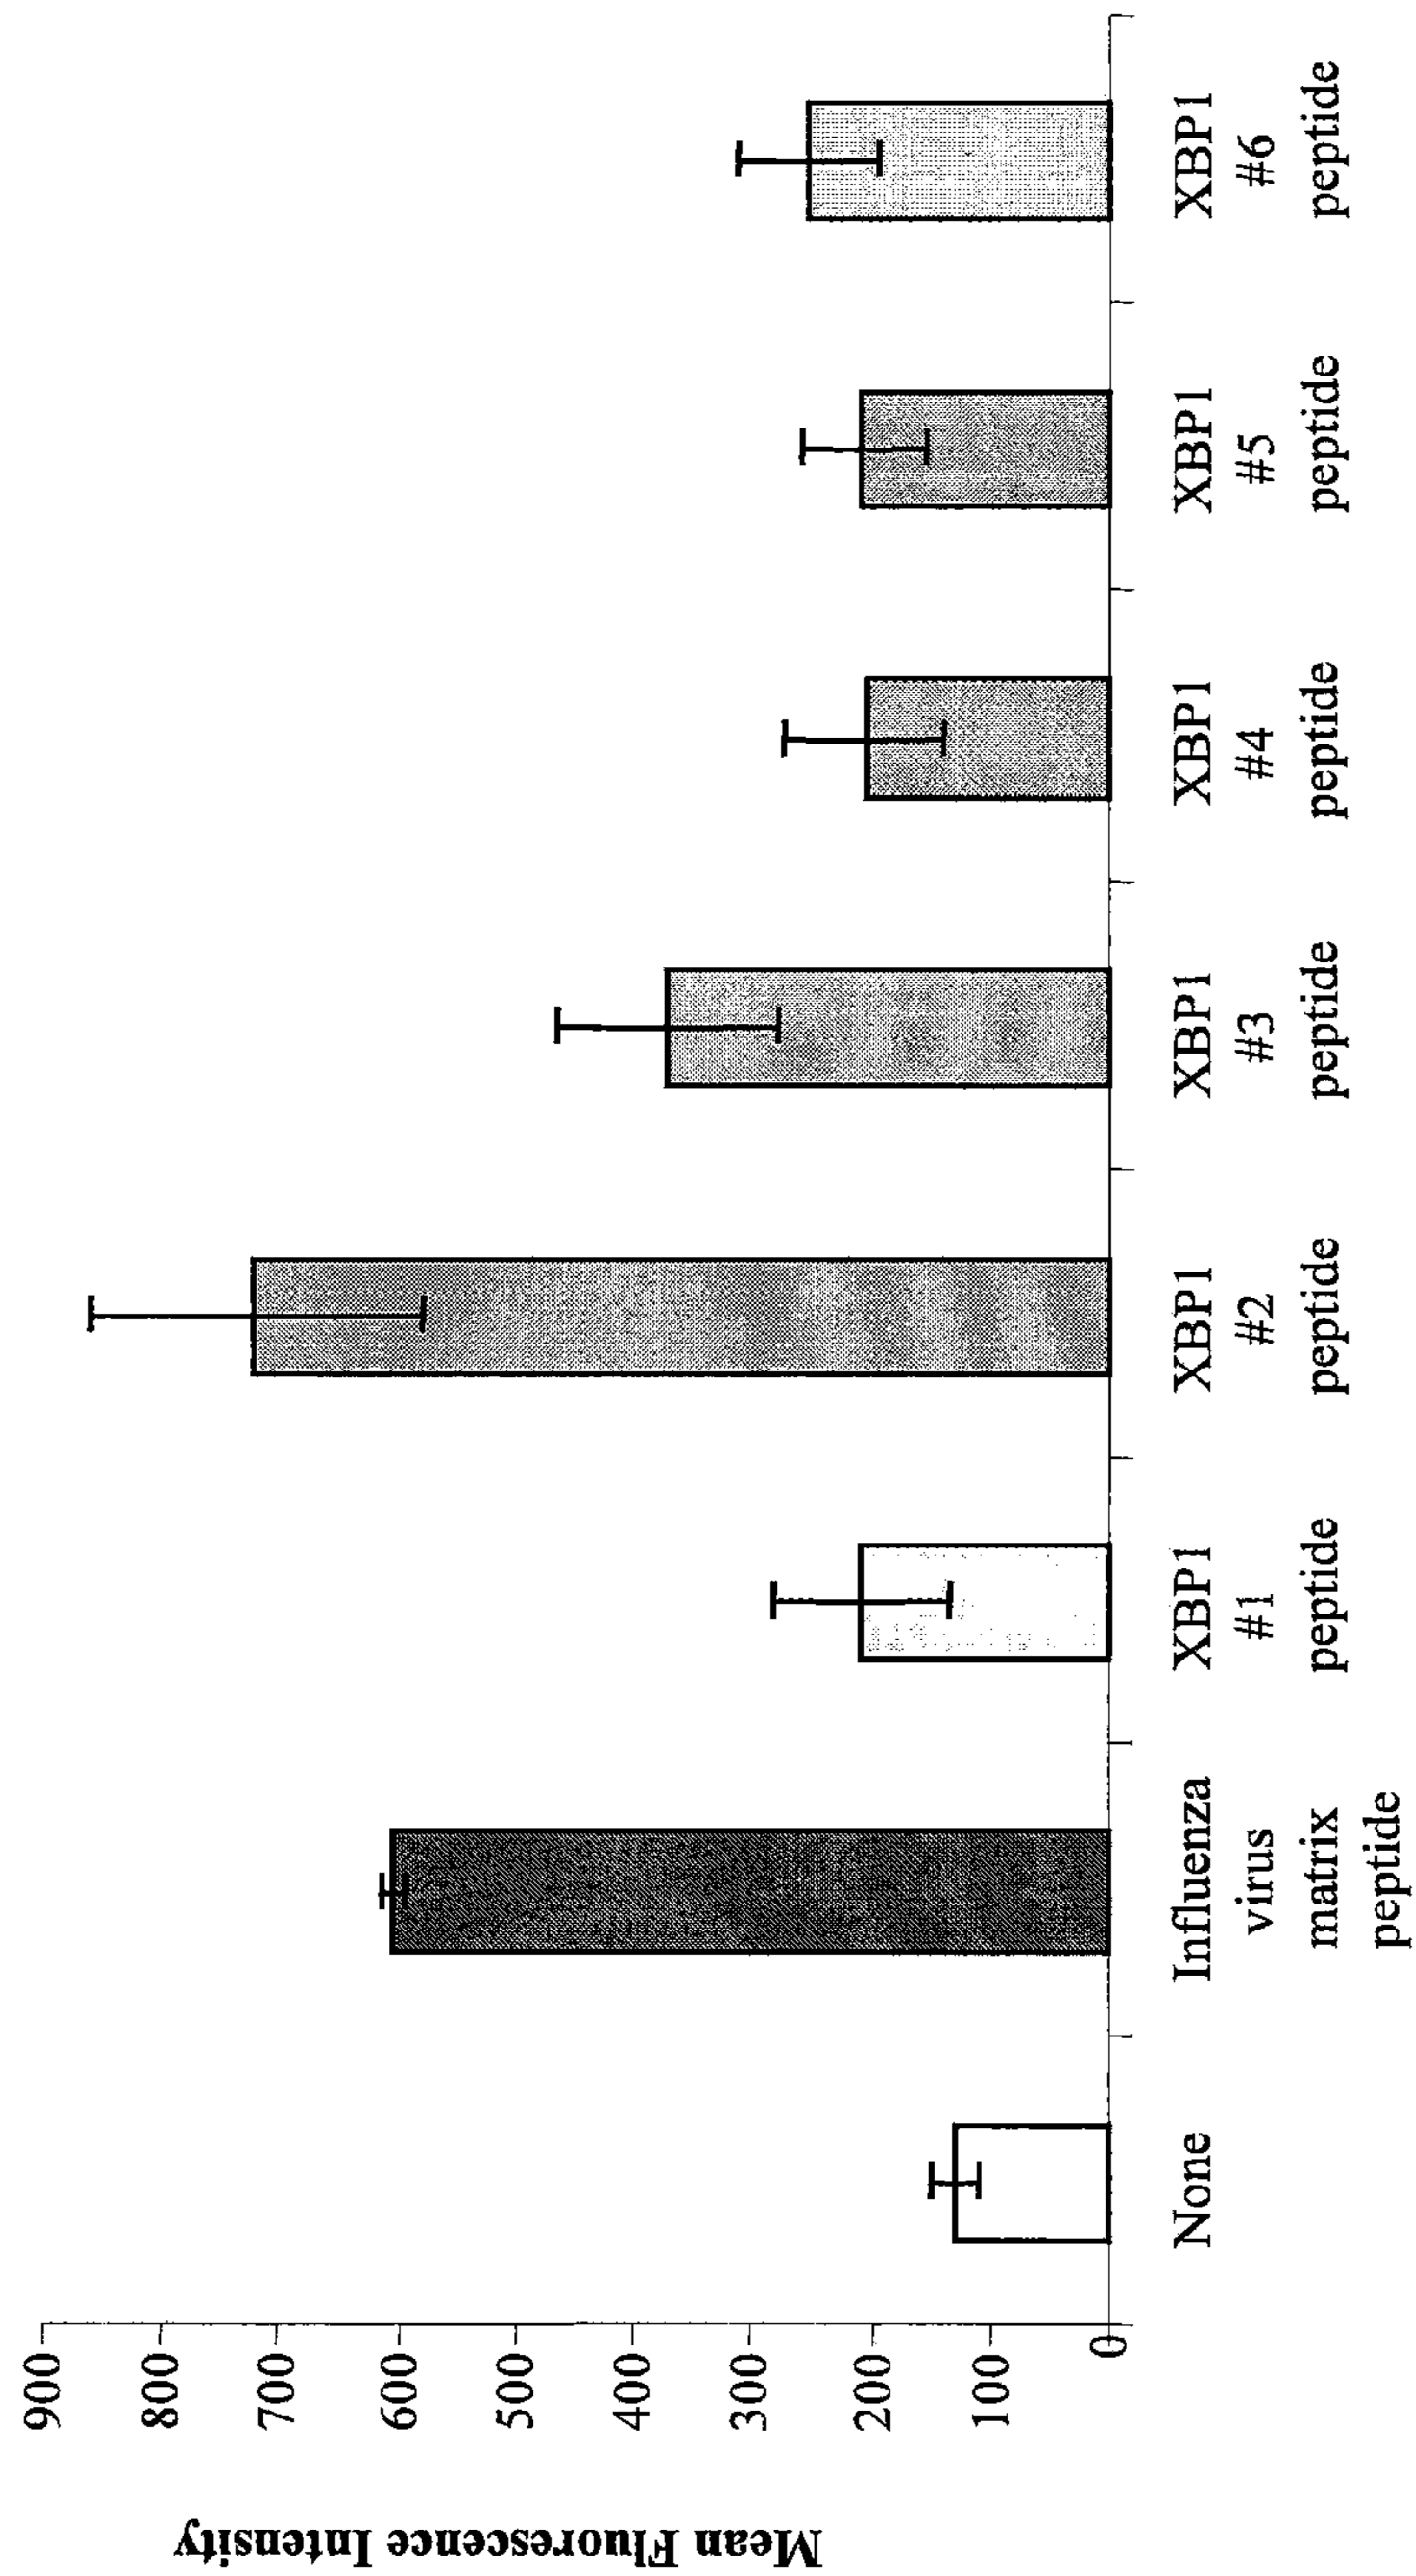 Mean Fluorescence Intensity
900
800
700
600
500
400
300
200
100
0
None
Influenza
virus
matrix
peptide
XBP1
#1
peptide
XBP1
#2
peptide
XBP1
#3
peptide
XBP1
#4
peptide
XBP1
#5
peptide
XBP1
#6
peptide